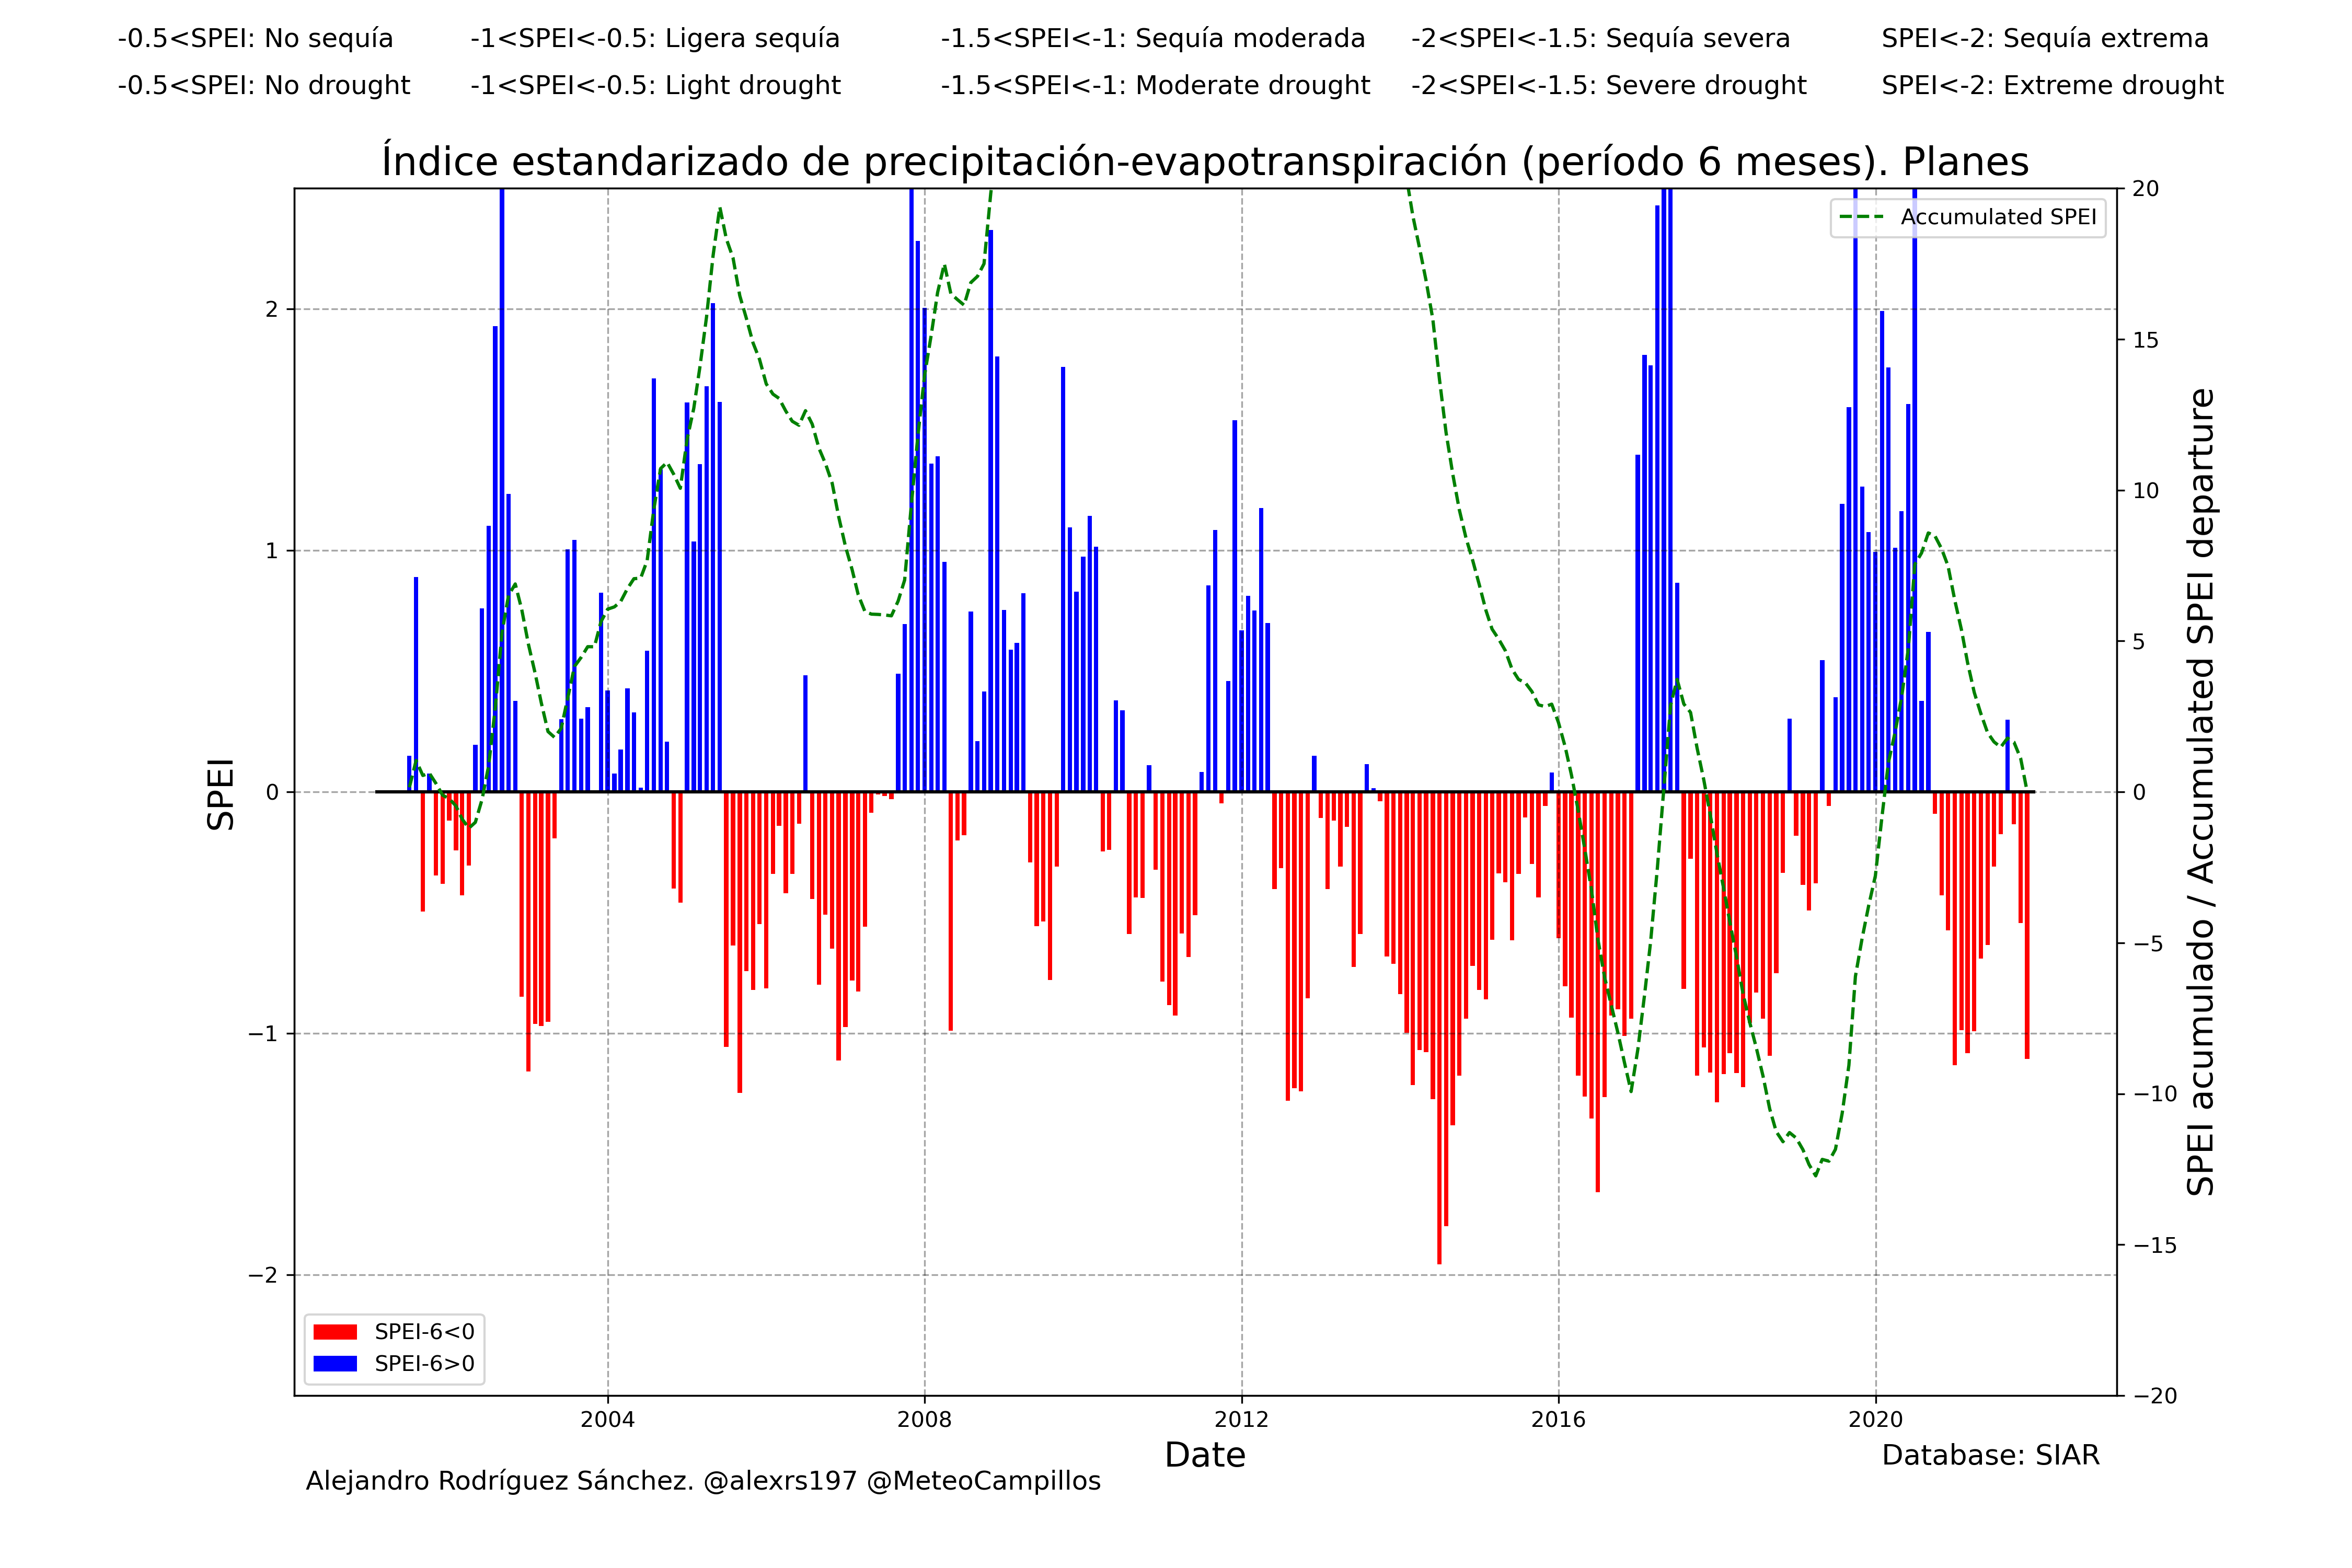 -0.5<SPEI: No sequía -1<SPEI<-0.5: Ligera sequía -1.5<SPEI<-1: Sequía moderada -2<SPEI<-1.5: Sequía severa SPEI<-2: Sequía extrema
-0.5<SPEI: No drought -1<SPEI<-0.5: Light drought -1.5<SPEI<-1: Moderate drought -2<SPEI<-1.5: Severe drought SPEI<-2: Extreme drought
Índice estandarizado de precipitación-evapotranspiración (período 6 meses). Planes
Accumulated SPEI
SPEI
2
1
0
−1
−2
20
15
10
5
0
−5
−10
−15
−20
SPEI acumulado / Accumulated SPEI departure
SPEI-6<0
SPEI-6>0
2004 2008 2012 2016 2020
Date
Database: SIAR
Alejandro Rodríguez Sánchez. @alexrs197 @MeteoCampillos